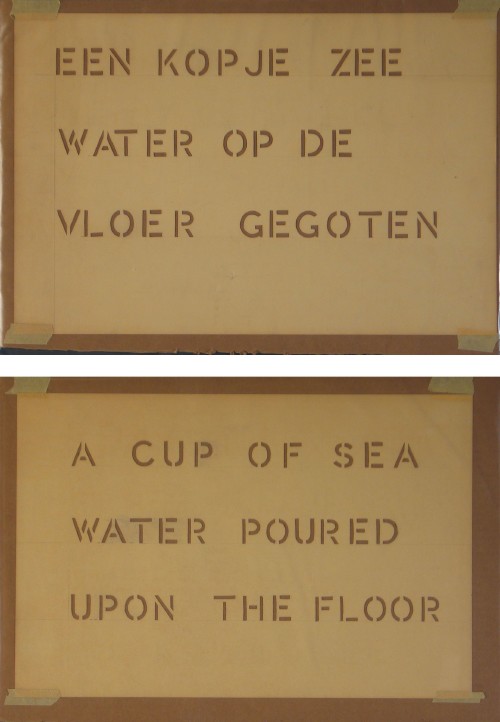 EEN KOPJE ZEE
WATER OP DE
VLOER GEGOTEN
A CUP OF SEA
WATER POURED
UPON THE FLOOR